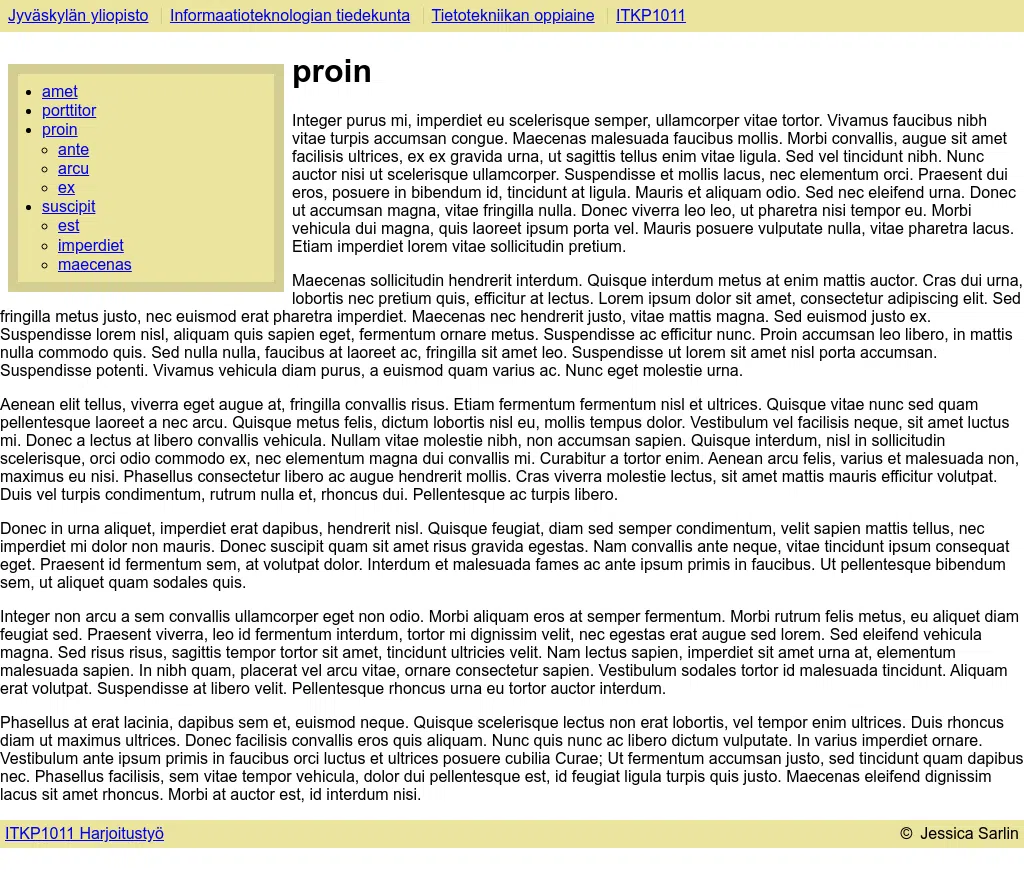 Jyväskylän yliopisto Informaatioteknologian tiedekunta Tietotekniikan oppiaine ITKP1011
amet
porttitor
proin
ante
arcu
ex
suscipit
est
imperdiet
maecenas
proin
Integer purus mi, imperdiet eu scelerisque semper, ullamcorper vitae tortor. Vivamus faucibus nibh
vitae turpis accumsan congue. Maecenas malesuada faucibus mollis. Morbi convallis, augue sit amet
facilisis ultrices, ex ex gravida urna, ut sagittis tellus enim vitae ligula. Sed vel tincidunt nibh. Nunc
auctor nisi ut scelerisque ullamcorper. Suspendisse et mollis lacus, nec elementum orci. Praesent dui
eros, posuere in bibendum id, tincidunt at ligula. Mauris et aliquam odio. Sed nec eleifend urna. Donec
ut accumsan magna, vitae fringilla nulla. Donec viverra leo leo, ut pharetra nisi tempor eu. Morbi
vehicula dui magna, quis laoreet ipsum porta vel. Mauris posuere vulputate nulla, vitae pharetra lacus.
Etiam imperdiet lorem vitae sollicitudin pretium.
Maecenas sollicitudin hendrerit interdum. Quisque interdum metus at enim mattis auctor. Cras dui urna,
lobortis nec pretium quis, efficitur at lectus. Lorem ipsum dolor sit amet, consectetur adipiscing elit. Sed
fringilla metus justo, nec euismod erat pharetra imperdiet. Maecenas nec hendrerit justo, vitae mattis magna. Sed euismod justo ex.
Suspendisse lorem nisl, aliquam quis sapien eget, fermentum ornare metus. Suspendisse ac efficitur nunc. Proin accumsan leo libero, in mattis
nulla commodo quis. Sed nulla nulla, faucibus at laoreet ac, fringilla sit amet leo. Suspendisse ut lorem sit amet nisl porta accumsan.
Suspendisse potenti. Vivamus vehicula diam purus, a euismod quam varius ac. Nunc eget molestie urna.
Aenean elit tellus, viverra eget augue at, fringilla convallis risus. Etiam fermentum fermentum nisl et ultrices. Quisque vitae nunc sed quam
pellentesque laoreet a nec arcu. Quisque metus felis, dictum lobortis nisl eu, mollis tempus dolor. Vestibulum vel facilisis neque, sit amet luctus
mi. Donec a lectus at libero convallis vehicula. Nullam vitae molestie nibh, non accumsan sapien. Quisque interdum, nisl in sollicitudin
scelerisque, orci odio commodo ex, nec elementum magna dui convallis mi. Curabitur a tortor enim. Aenean arcu felis, varius et malesuada non,
maximus eu nisi. Phasellus consectetur libero ac augue hendrerit mollis. Cras viverra molestie lectus, sit amet mattis mauris efficitur volutpat.
Duis vel turpis condimentum, rutrum nulla et, rhoncus dui. Pellentesque ac turpis libero.
Donec in urna aliquet, imperdiet erat dapibus, hendrerit nisl. Quisque feugiat, diam sed semper condimentum, velit sapien mattis tellus, nec
imperdiet mi dolor non mauris. Donec suscipit quam sit amet risus gravida egestas. Nam convallis ante neque, vitae tincidunt ipsum consequat
eget. Praesent id fermentum sem, at volutpat dolor. Interdum et malesuada fames ac ante ipsum primis in faucibus. Ut pellentesque bibendum
sem, ut aliquet quam sodales quis.
Integer non arcu a sem convallis ullamcorper eget non odio. Morbi aliquam eros at semper fermentum. Morbi rutrum felis metus, eu aliquet diam
feugiat sed. Praesent viverra, leo id fermentum interdum, tortor mi dignissim velit, nec egestas erat augue sed lorem. Sed eleifend vehicula
magna. Sed risus risus, sagittis tempor tortor sit amet, tincidunt ultricies velit. Nam lectus sapien, imperdiet sit amet urna at, elementum
malesuada sapien. In nibh quam, placerat vel arcu vitae, ornare consectetur sapien. Vestibulum sodales tortor id malesuada tincidunt. Aliquam
erat volutpat. Suspendisse at libero velit. Pellentesque rhoncus urna eu tortor auctor interdum.
Phasellus at erat lacinia, dapibus sem et, euismod neque. Quisque scelerisque lectus non erat lobortis, vel tempor enim ultrices. Duis rhoncus
diam ut maximus ultrices. Donec facilisis convallis eros quis aliquam. Nunc quis nunc ac libero dictum vulputate. In varius imperdiet ornare.
Vestibulum ante ipsum primis in faucibus orci luctus et ultrices posuere cubilia Curae; Ut fermentum accumsan justo, sed tincidunt quam dapibus
nec. Phasellus facilisis, sem vitae tempor vehicula, dolor dui pellentesque est, id feugiat ligula turpis quis justo. Maecenas eleifend dignissim
lacus sit amet rhoncus. Morbi at auctor est, id interdum nisi.
ITKP1011 Harjoitustyö © Jessica Sarlin